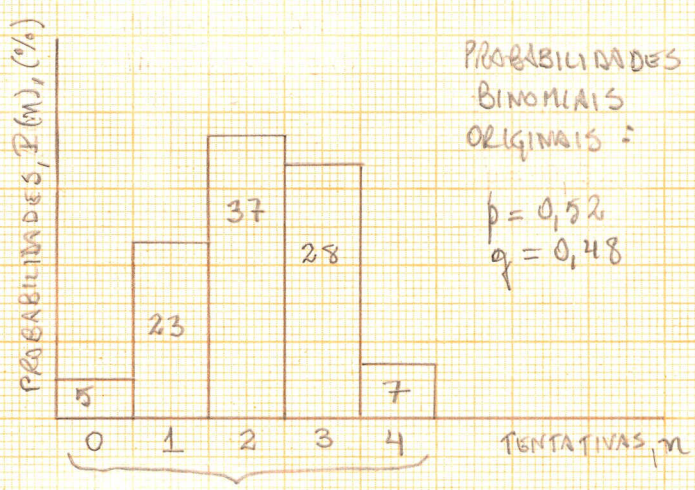 PROBABILIDADES, P(n), (%)
PROBABILIDADES
BINOMIAIS
ORIGINAIS :
p = 0,52
q = 0,48
37
28
23
5
7
0 1 2 3 4 TENTATIVAS, n